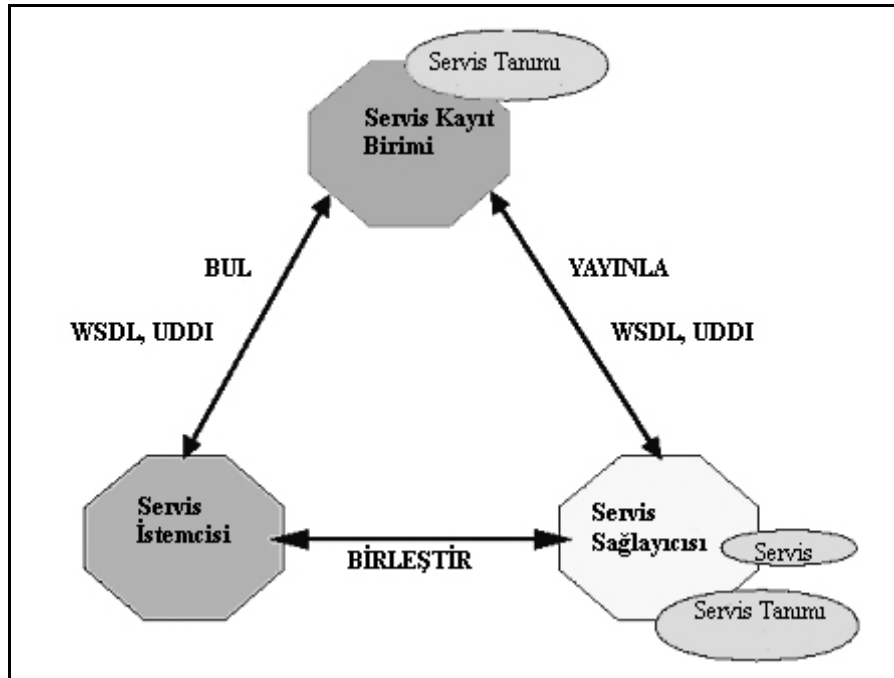 Servis Tanımı
Servis Kayıt
Birimi
BUL
YAYINLA
WSDL, UDDI
WSDL, UDDI
Servis
İstemcisi
Servis
Sağlayıcısı
BİRLEŞTİR
Servis
Servis Tanımı